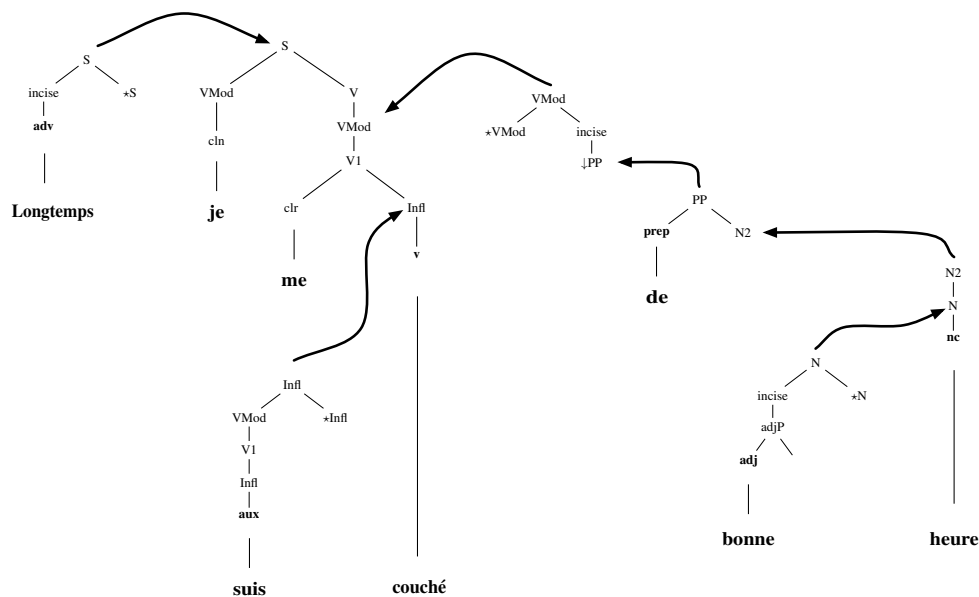 S
S
S
incise
⋆S
VMod
V
VMod
adv
VMod
⋆VMod
incise
cln
V1
↓PP
Longtemps
je
clr
Infl
PP
prep
N2
me
v
de
N2
N
nc
Infl
N
VMod
⋆Infl
incise
⋆N
V1
adjP
Infl
adj
aux
bonne
heure
suis
couché